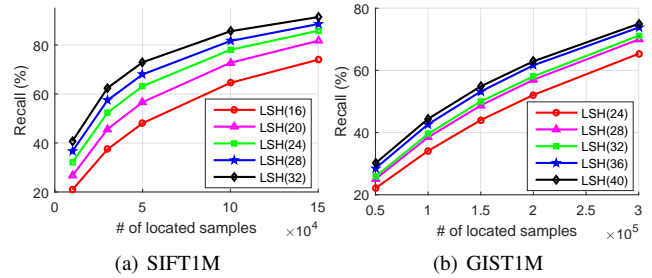 80
60
40
20
Recall (%)
0
5
10
15
# of located samples
×10^4
LSH(16)
LSH(20)
LSH(24)
LSH(28)
LSH(32)
(a) SIFT1M
80
60
40
20
Recall (%)
0.5
1
1.5
2
3
# of located samples
×10^5
LSH(24)
LSH(28)
LSH(32)
LSH(36)
LSH(40)
(b) GIST1M